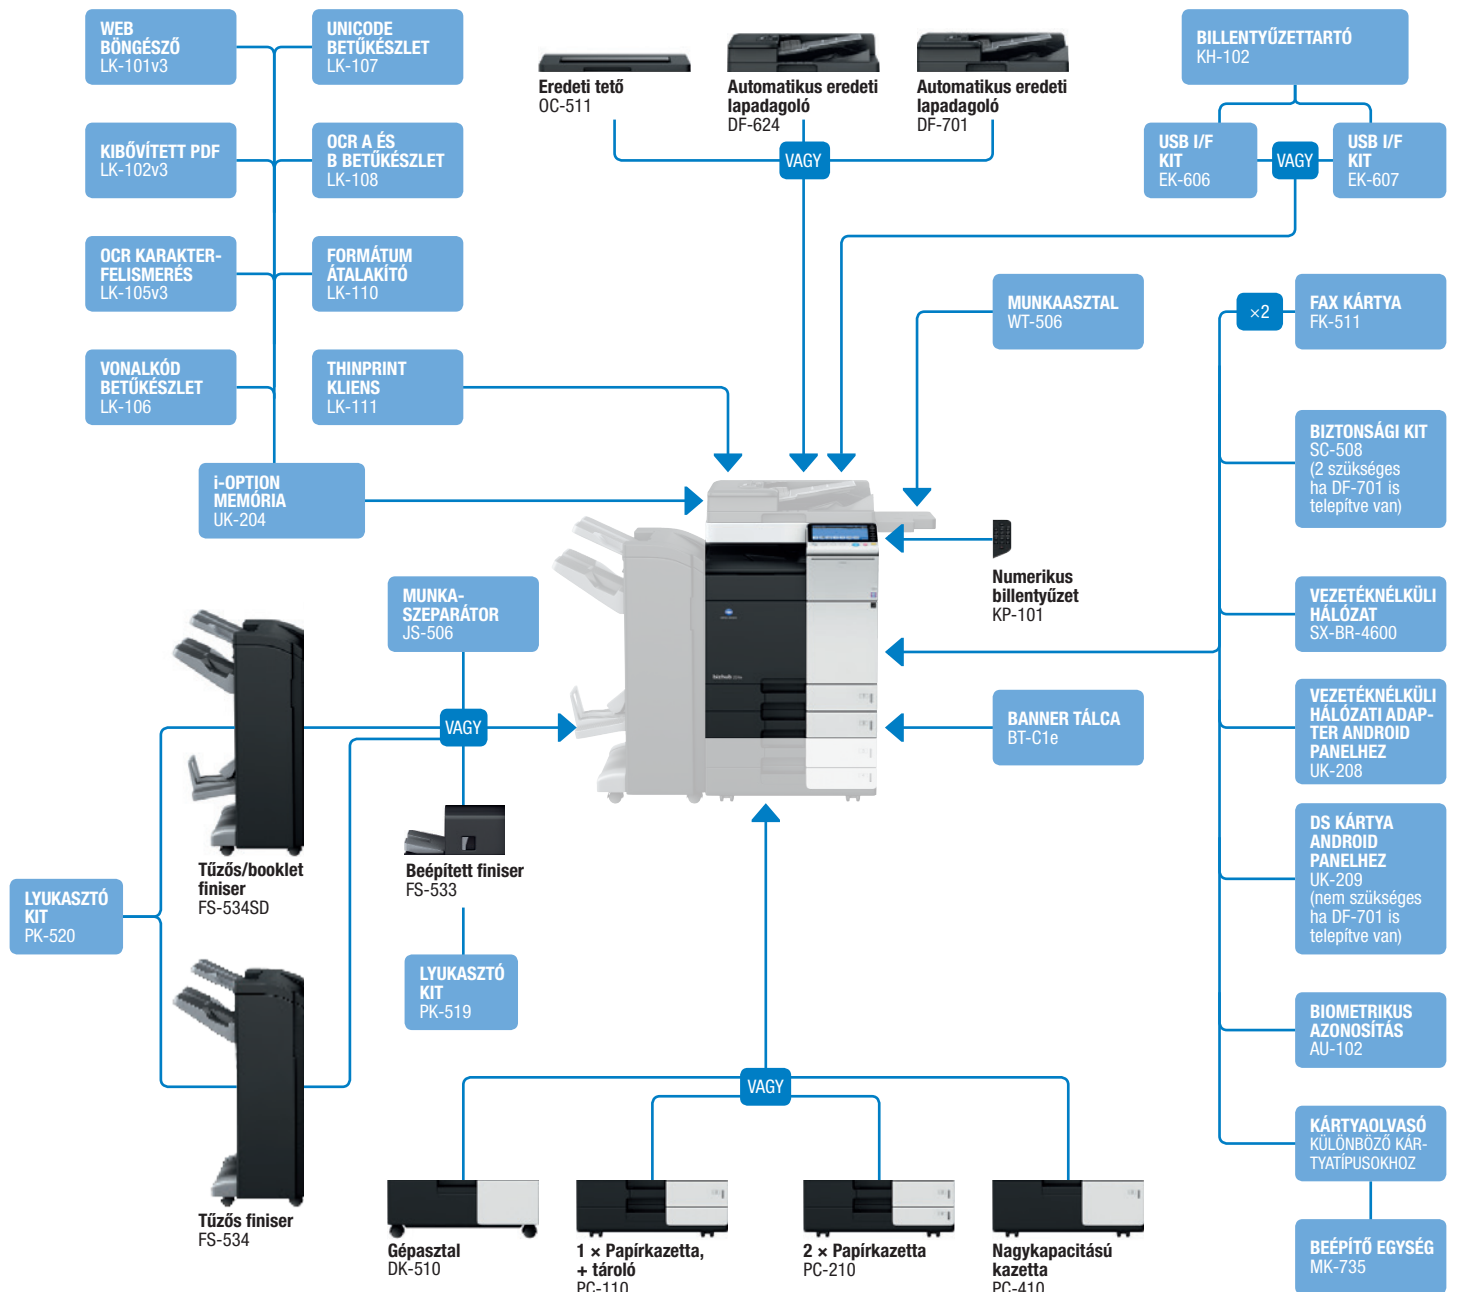 WEB
BÖNGÉSZŐ
LK-101v3
UNICODE
BETŰKÉSZLET
LK-107
KIBŐVÍTETT PDF
LK-102v3
OCR A ÉS
B BETŰKÉSZLET
LK-108
OCR KARAKTER-
FELISMERÉS
LK-105v3
FORMÁTUM
ÁTALAKÍTÓ
LK-110
VONALKÓD
BETŰKÉSZLET
LK-106
THINPRINT
KLIENS
LK-111
i-OPTION
MEMÓRIA
UK-204
Eredeti tető
OC-511
Automatikus eredeti
lapadagoló
DF-624
Automatikus eredeti
lapadagoló
DF-701
VAGY
BILLENTYŰZETTARTÓ
KH-102
USB I/F
KIT
EK-606
VAGY
USB I/F
KIT
EK-607
MUNKAASZTAL
WT-506
×2
FAX KÁRTYA
FK-511
BIZTONSÁGI KIT
SC-508
(2 szükséges
ha DF-701 is
telepítve van)
Numerikus
billentyűzet
KP-101
VEZETÉKNÉLKÜLI
HÁLÓZAT
SX-BR-4600
BANNER TÁLCA
BT-C1e
VEZETÉKNÉLKÜLI
HÁLÓZATI ADAP-
TER ANDROID
PANELHEZ
UK-208
DS KÁRTYA
ANDROID
PANELHEZ
UK-209
(nem szükséges
ha DF-701 is
telepítve van)
BIOMETRIKUS
AZONOSÍTÁS
AU-102
KÁRTYAOLVASÓ
KÜLÖNBÖZŐ KÁR-
TYATÍPUSOKHOZ
BEÉPÍTŐ EGYSÉG
MK-735
MUNKA-
SZEPARÁTOR
JS-506
VAGY
Tűzős/booklet
finiser
FS-534SD
Beépített finiser
FS-533
LYUKASZTÓ
KIT
PK-520
LYUKASZTÓ
KIT
PK-519
Tűzős finiser
FS-534
VAGY
Gépasztal
DK-510
1 × Papírkazetta,
+ tároló
PC-110
2 × Papírkazetta
PC-210
Nagykapacitású
kazetta
PC-410